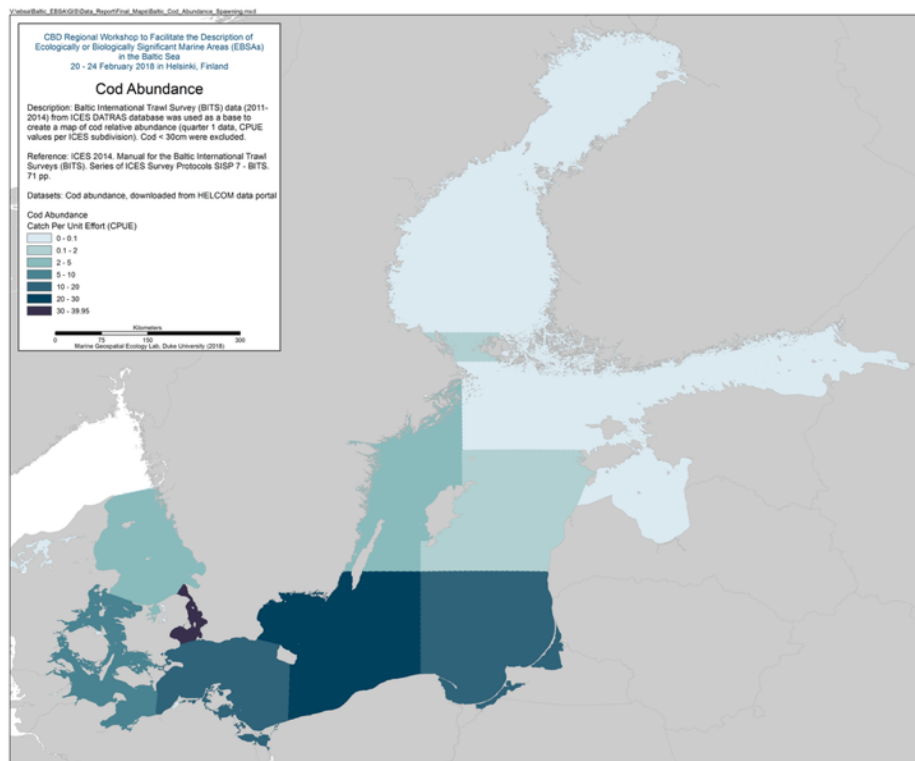 V:\ebsa\Baltic_EBSA\GIS\Data_Report\Final_Maps\Baltic_Cod_Abundance_Spawning.mxd
CBD Regional Workshop to Facilitate the Description of
Ecologically or Biologically Significant Marine Areas (EBSAs)
in the Baltic Sea
20 - 24 February 2018 in Helsinki, Finland
Cod Abundance
Description: Baltic International Trawl Survey (BITS) data (2011-
2014) from ICES DATRAS database was used as a base to
create a map of cod relative abundance (quarter 1 data, CPUE
values per ICES subdivision). Cod < 30cm were excluded.
Reference: ICES 2014. Manual for the Baltic International Trawl
Surveys (BITS). Series of ICES Survey Protocols SISP 7 - BITS.
71 pp.
Datasets: Cod abundance, downloaded from HELCOM data portal
Cod Abundance
Catch Per Unit Effort (CPUE)
0 - 0.1
0.1 - 2
2 - 5
5 - 10
10 - 20
20 - 30
30 - 39.95
Kilometers
0 75 150 300
Marine Geospatial Ecology Lab, Duke University (2018)